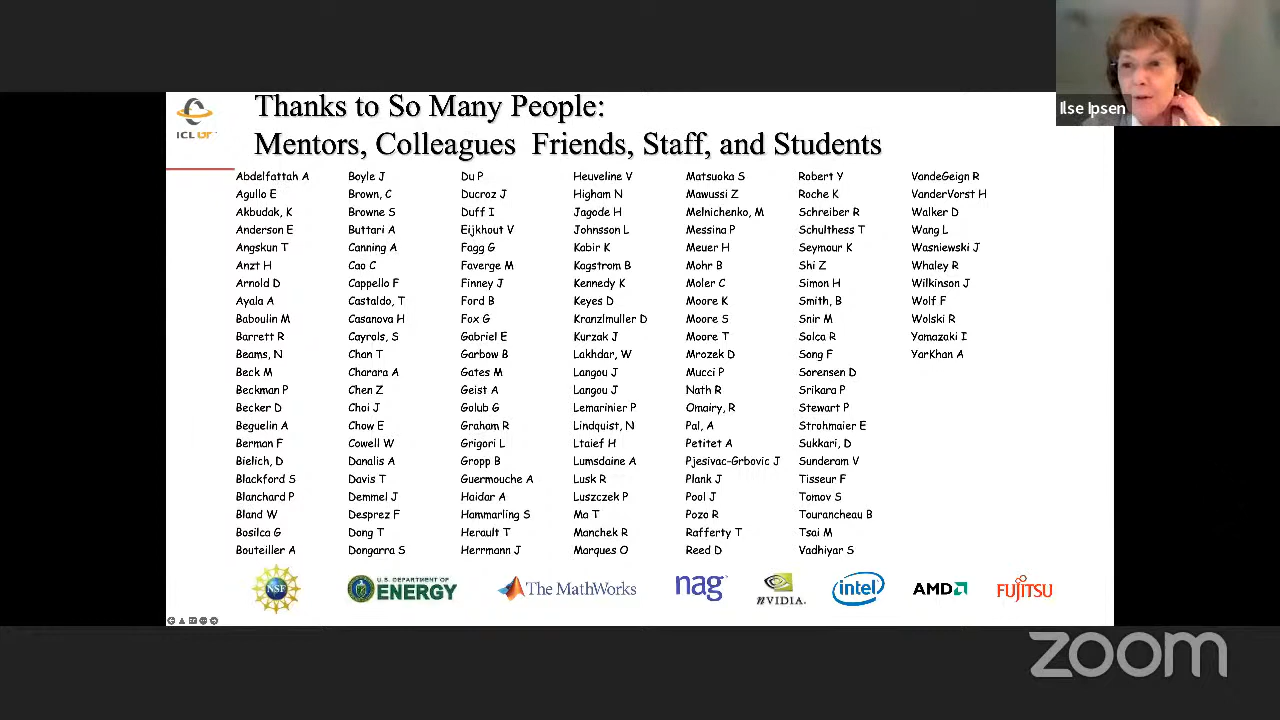 Ilse Ipsen
ICL UT
Thanks to So Many People:
Mentors, Colleagues Friends, Staff, and Students
Abdelfattah A
Agullo E
Akbudak, K
Anderson E
Angskun T
Anzt H
Arnold D
Ayala A
Baboulin M
Barrett R
Beams, N
Beck M
Beckman P
Becker D
Beguelin A
Berman F
Bielich, D
Blackford S
Blanchard P
Bland W
Bosilca G
Bouteiller A
Boyle J
Brown, C
Browne S
Buttari A
Canning A
Cao C
Cappello F
Castaldo, T
Casanova H
Cayrols, S
Chan T
Charara A
Chen Z
Choi J
Chow E
Cowell W
Danalis A
Davis T
Demmel J
Desprez F
Dong T
Dongarra S
Du P
Ducroz J
Duff I
Eijkhout V
Fagg G
Faverge M
Finney J
Ford B
Fox G
Gabriel E
Garbow B
Gates M
Geist A
Golub G
Graham R
Grigori L
Gropp B
Guermouche A
Haidar A
Hammarling S
Herault T
Herrmann J
Heuveline V
Higham N
Jagode H
Johnsson L
Kabir K
Kagstrom B
Kennedy K
Keyes D
Kranzlmuller D
Kurzak J
Lakhdar, W
Langou J
Langou J
Lemarinier P
Lindquist, N
Ltaief H
Lumsdaine A
Lusk R
Luszczek P
Ma T
Manchek R
Marques O
Matsuoka S
Mawussi Z
Melnichenko, M
Messina P
Meuer H
Mohr B
Moler C
Moore K
Moore S
Moore T
Mrozek D
Mucci P
Nath R
Omairy, R
Pal, A
Petitet A
Pjesivac-Grbovic J
Plank J
Pool J
Pozo R
Rafferty T
Reed D
Robert Y
Roche K
Schreiber R
Schulthess T
Seymour K
Shi Z
Simon H
Smith, B
Snir M
Solca R
Song F
Sorensen D
Srikara P
Stewart P
Strohmaier E
Sukkari, D
Sunderam V
Tisseur F
Tomov S
Tourancheau B
Tsai M
Vadhiyar S
VandeGeign R
VanderVorst H
Walker D
Wang L
Wasniewski J
Whaley R
Wilkinson J
Wolf F
Wolski R
Yamazaki I
YarKhan A
NSF
U.S. DEPARTMENT OF
ENERGY
The MathWorks
nag
NVIDIA.
intel
AMD
FUJITSU
zoom